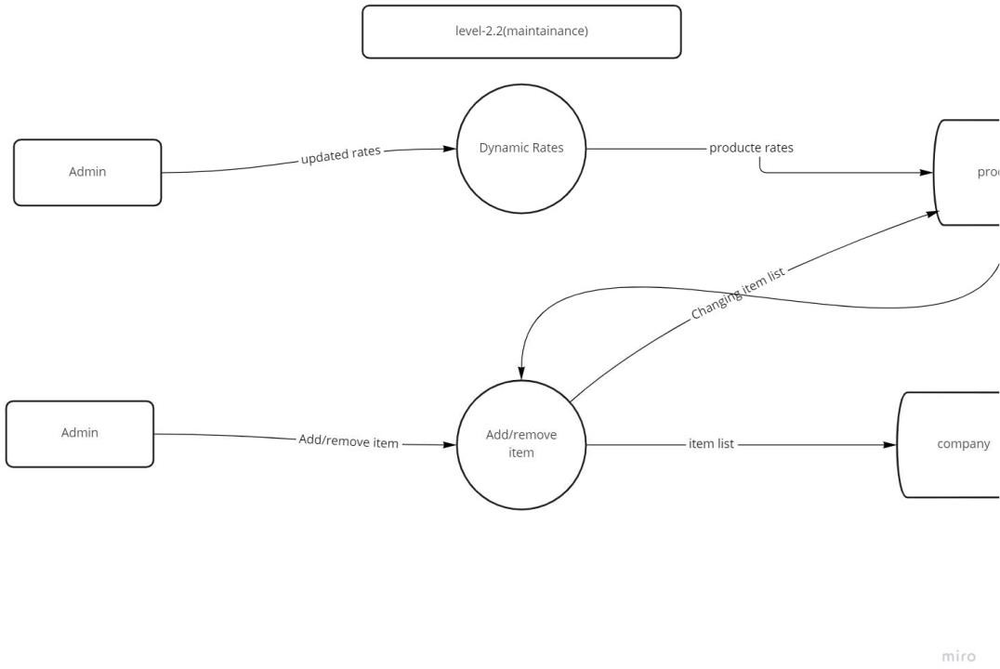 level-2.2(maintainance)
Admin
updated rates
Dynamic Rates
producte rates
Changing item list
Admin
Add/remove item
Add/remove
item
item list
company
miro